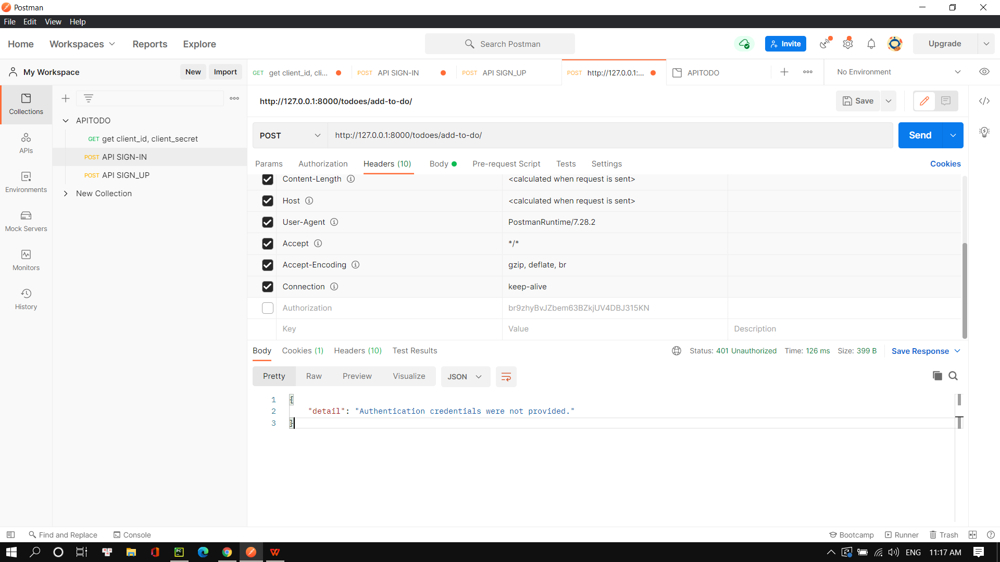 Postman
File Edit View Help
Home Workspaces Reports Explore
Search Postman
Invite
Upgrade
My Workspace
New Import
GET get client_id, cli...
POST API SIGN-IN
POST API SIGN_UP
POST http://127.0.0.1:...
APITODO
No Environment
Collections
APIs
Environments
Mock Servers
Monitors
History
APITODO
GET get client_id, client_secret
POST API SIGN-IN
POST API SIGN_UP
New Collection
http://127.0.0.1:8000/todoes/add-to-do/
Save
POST http://127.0.0.1:8000/todoes/add-to-do/
Send
Params Authorization Headers (10) Body Pre-request Script Tests Settings
Cookies
Content-Length <calculated when request is sent>
Host <calculated when request is sent>
User-Agent PostmanRuntime/7.28.2
Accept */*
Accept-Encoding gzip, deflate, br
Connection keep-alive
Authorization br9zhyBvJZbem63BZkjUV4DBJ315KN
Key Value Description
Body Cookies (1) Headers (10) Test Results
Status: 401 Unauthorized Time: 126 ms Size: 399 B Save Response
Pretty Raw Preview Visualize JSON
1 {
2 "detail": "Authentication credentials were not provided."
3 }
Find and Replace Console
Bootcamp Runner Trash
PC
ENG 11:17 AM